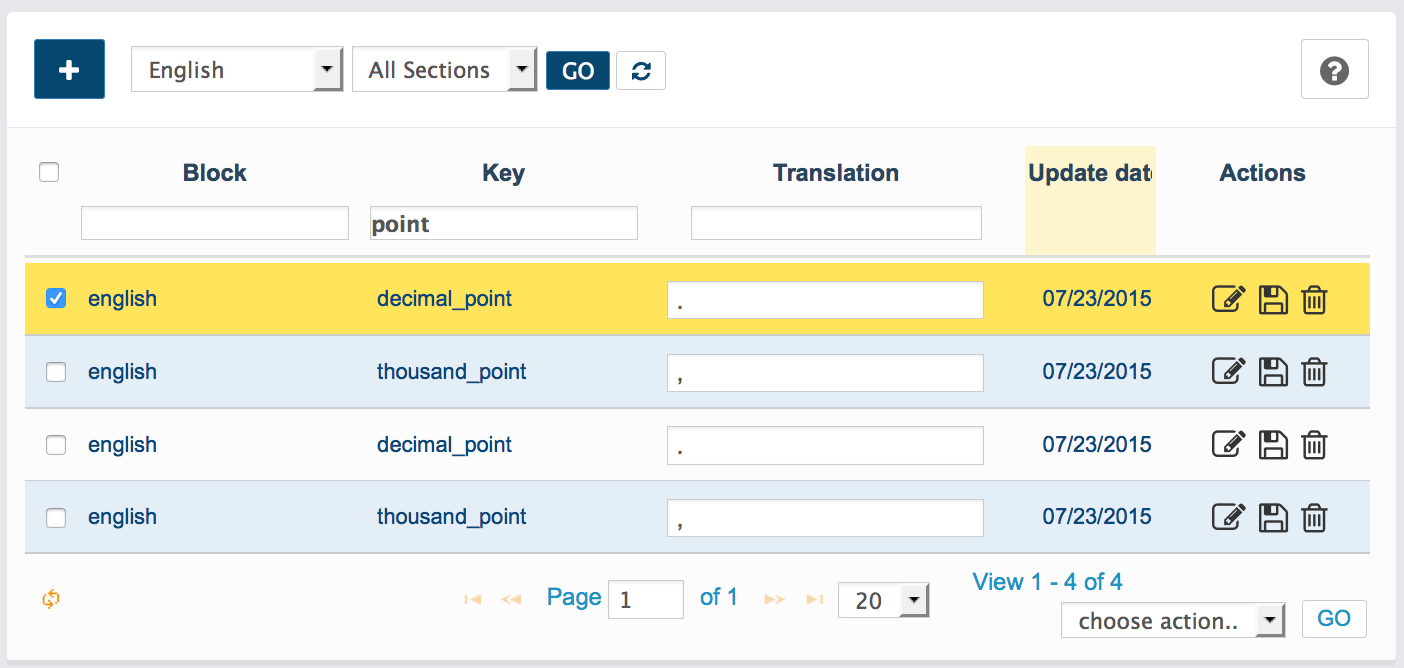 English All Sections GO
Block Key Translation Update dat Actions
point
english decimal_point . 07/23/2015
english thousand_point , 07/23/2015
english decimal_point . 07/23/2015
english thousand_point , 07/23/2015
Page 1 of 1 20 View 1 - 4 of 4
choose action.. GO